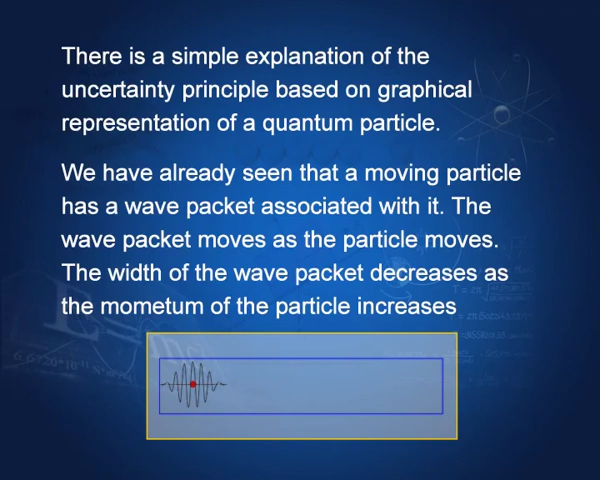 There is a simple explanation of the
uncertainty principle based on graphical
representation of a quantum particle.
We have already seen that a moving particle
has a wave packet associated with it. The
wave packet moves as the particle moves.
The width of the wave packet decreases as
the mometum of the particle increases